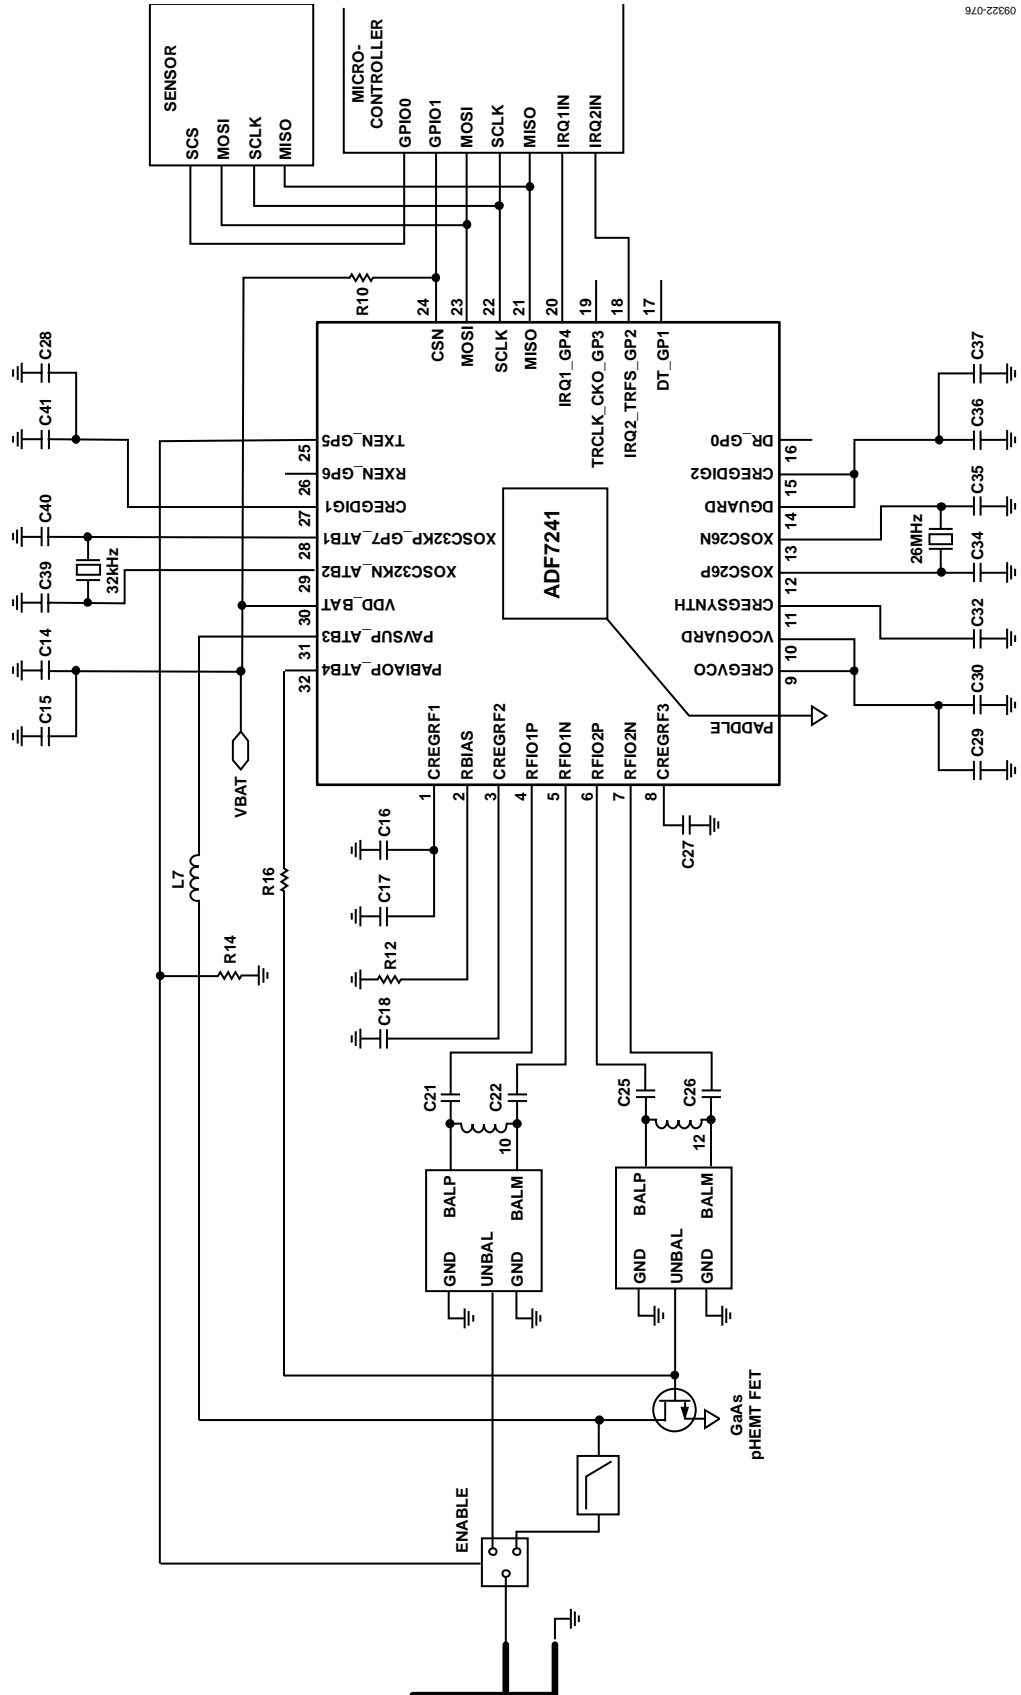 09322-076
SENSOR
SCS
MOSI
SCLK
MISO
MICRO-
CONTROLLER
GPIO0
GPIO1
MOSI
SCLK
MISO
IRQ1IN
IRQ2IN
R10
24
23
22
21
20
19
18
17
CSN
MOSI
SCLK
MISO
IRQ1_GP4
TRCLK_CKO_GP3
IRQ2_TRFS_GP2
DT_GP1
C28
C41
C40
C39
32kHz
C14
C15
VBAT
25
TXEN_GP5
26
RXEN_GP6
27
CREGDIG1
28
XOSC32KP_GP7_ATB1
29
XOSC32KN_ATB2
30
VDD_BAT
31
PAVSUP_ATB3
32
PABIAOP_ATB4
ADF7241
DR_GP0
16
CREGDIG2
15
DGUARD
14
XOSC26N
13
XOSC26P
12
CREGSYNTH
11
VCOGUARD
10
CREGVCO
9
PADDLE
C37
C36
C35
26MHz
C34
C32
C30
C29
CREGRF1
RBIAS
CREGRF2
RFIO1P
RFIO1N
RFIO2P
RFIO2N
CREGRF3
1
2
3
4
5
6
7
8
C16
C17
R12
C18
C27
L7
R16
R14
C21
C22
C25
C26
10
12
BALP
BALM
GND
UNBAL
GND
BALP
BALM
GND
UNBAL
GND
GaAs
pHEMT FET
ENABLE